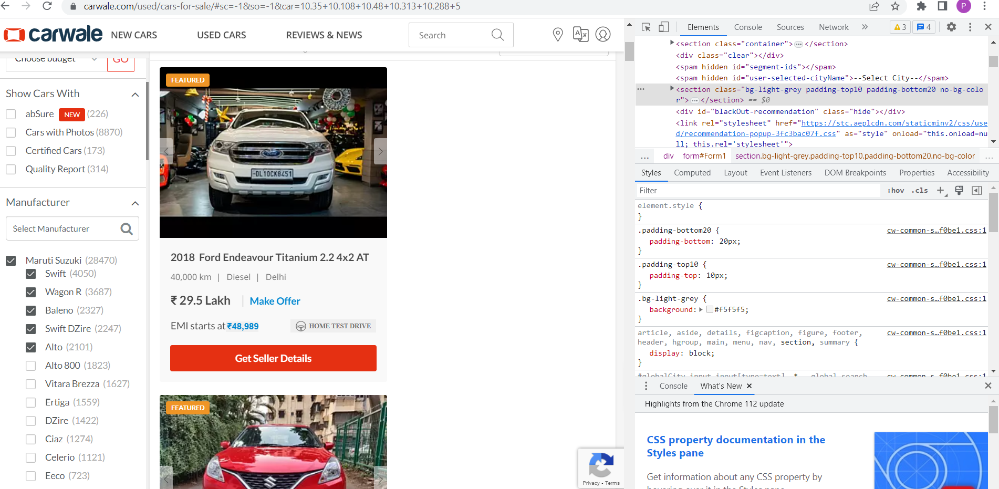 carwale.com/used/cars-for-sale/#sc=-1&so=-1&car=10.35+10.108+10.48+10.313+10.288+5
P
carwale
NEW CARS
USED CARS
REVIEWS & NEWS
Search
Choose budget
GO
Show Cars With
abSure NEW (226)
Cars with Photos (8870)
Certified Cars (173)
Quality Report (314)
Manufacturer
Select Manufacturer
Maruti Suzuki (28470)
Swift (4050)
Wagon R (3687)
Baleno (2327)
Swift DZire (2247)
Alto (2101)
Alto 800 (1823)
Vitara Brezza (1627)
Ertiga (1559)
DZire (1422)
Ciaz (1274)
Celerio (1121)
Eeco (723)
FEATURED
Ford
DL10CK8451
2018 Ford Endeavour Titanium 2.2 4x2 AT
40,000 km | Diesel | Delhi
₹ 29.5 Lakh | Make Offer
EMI starts at ₹48,989
HOME TEST DRIVE
Get Seller Details
FEATURED
Privacy - Terms
Elements Console Sources Network » 3 4
<section class="container">…</section>
<div class="clear"></div>
<spam hidden id="segment-ids"></spam>
<spam hidden id="user-selected-cityName">--Select City--</spam>
<section class="bg-light-grey padding-top10 padding-bottom20 no-bg-colo
r">…</section> == $0
<div id="blackOut-recommendation" class="hide"></div>
<link rel="stylesheet" href="https://stc.aeplcdn.com/staticminv2/css/use
d/recommendation-popup-3fc3bac07f.css" as="style" onload="this.onload=nu
ll; this.rel='stylesheet'">
… div form#Form1 section.bg-light-grey.padding-top10.padding-bottom20.no-bg-color …
Styles Computed Layout Event Listeners DOM Breakpoints Properties Accessibility
Filter :hov .cls +
element.style {
}
.padding-bottom20 { cw-common-s…f0be1.css:1
padding-bottom: 20px;
}
.padding-top10 { cw-common-s…f0be1.css:1
padding-top: 10px;
}
.bg-light-grey { cw-common-s…f0be1.css:1
background: #f5f5f5;
}
article, aside, details, figcaption, figure, footer, cw-common-s…f0be1.css:1
header, hgroup, main, menu, nav, section, summary {
display: block;
}
#globalCity input input[type=text], * global search cw-common-s…f0be1.css:1
Console What's New ×
Highlights from the Chrome 112 update
CSS property documentation in the
Styles pane
Get information about any CSS property by
hovering over it in the Styles pane